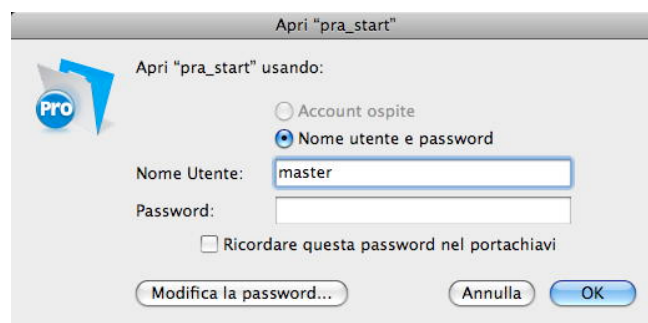 Apri “pra_start”
Apri “pra_start” usando:
Pro
Account ospite
Nome utente e password
Nome Utente: master
Password:
Ricordare questa password nel portachiavi
Modifica la password... Annulla OK